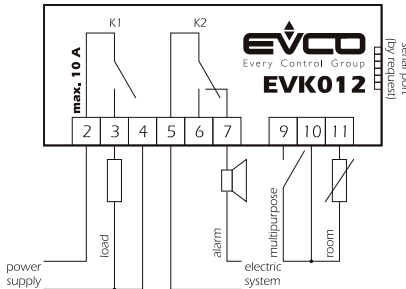 K1
K2
max. 10 A
EVCO
Every Control Group
EVK012
serial port
(by request)
2 3 4 5 6 7 9 10 11
load
alarm
multipurpose
room
power
supply
electric
system